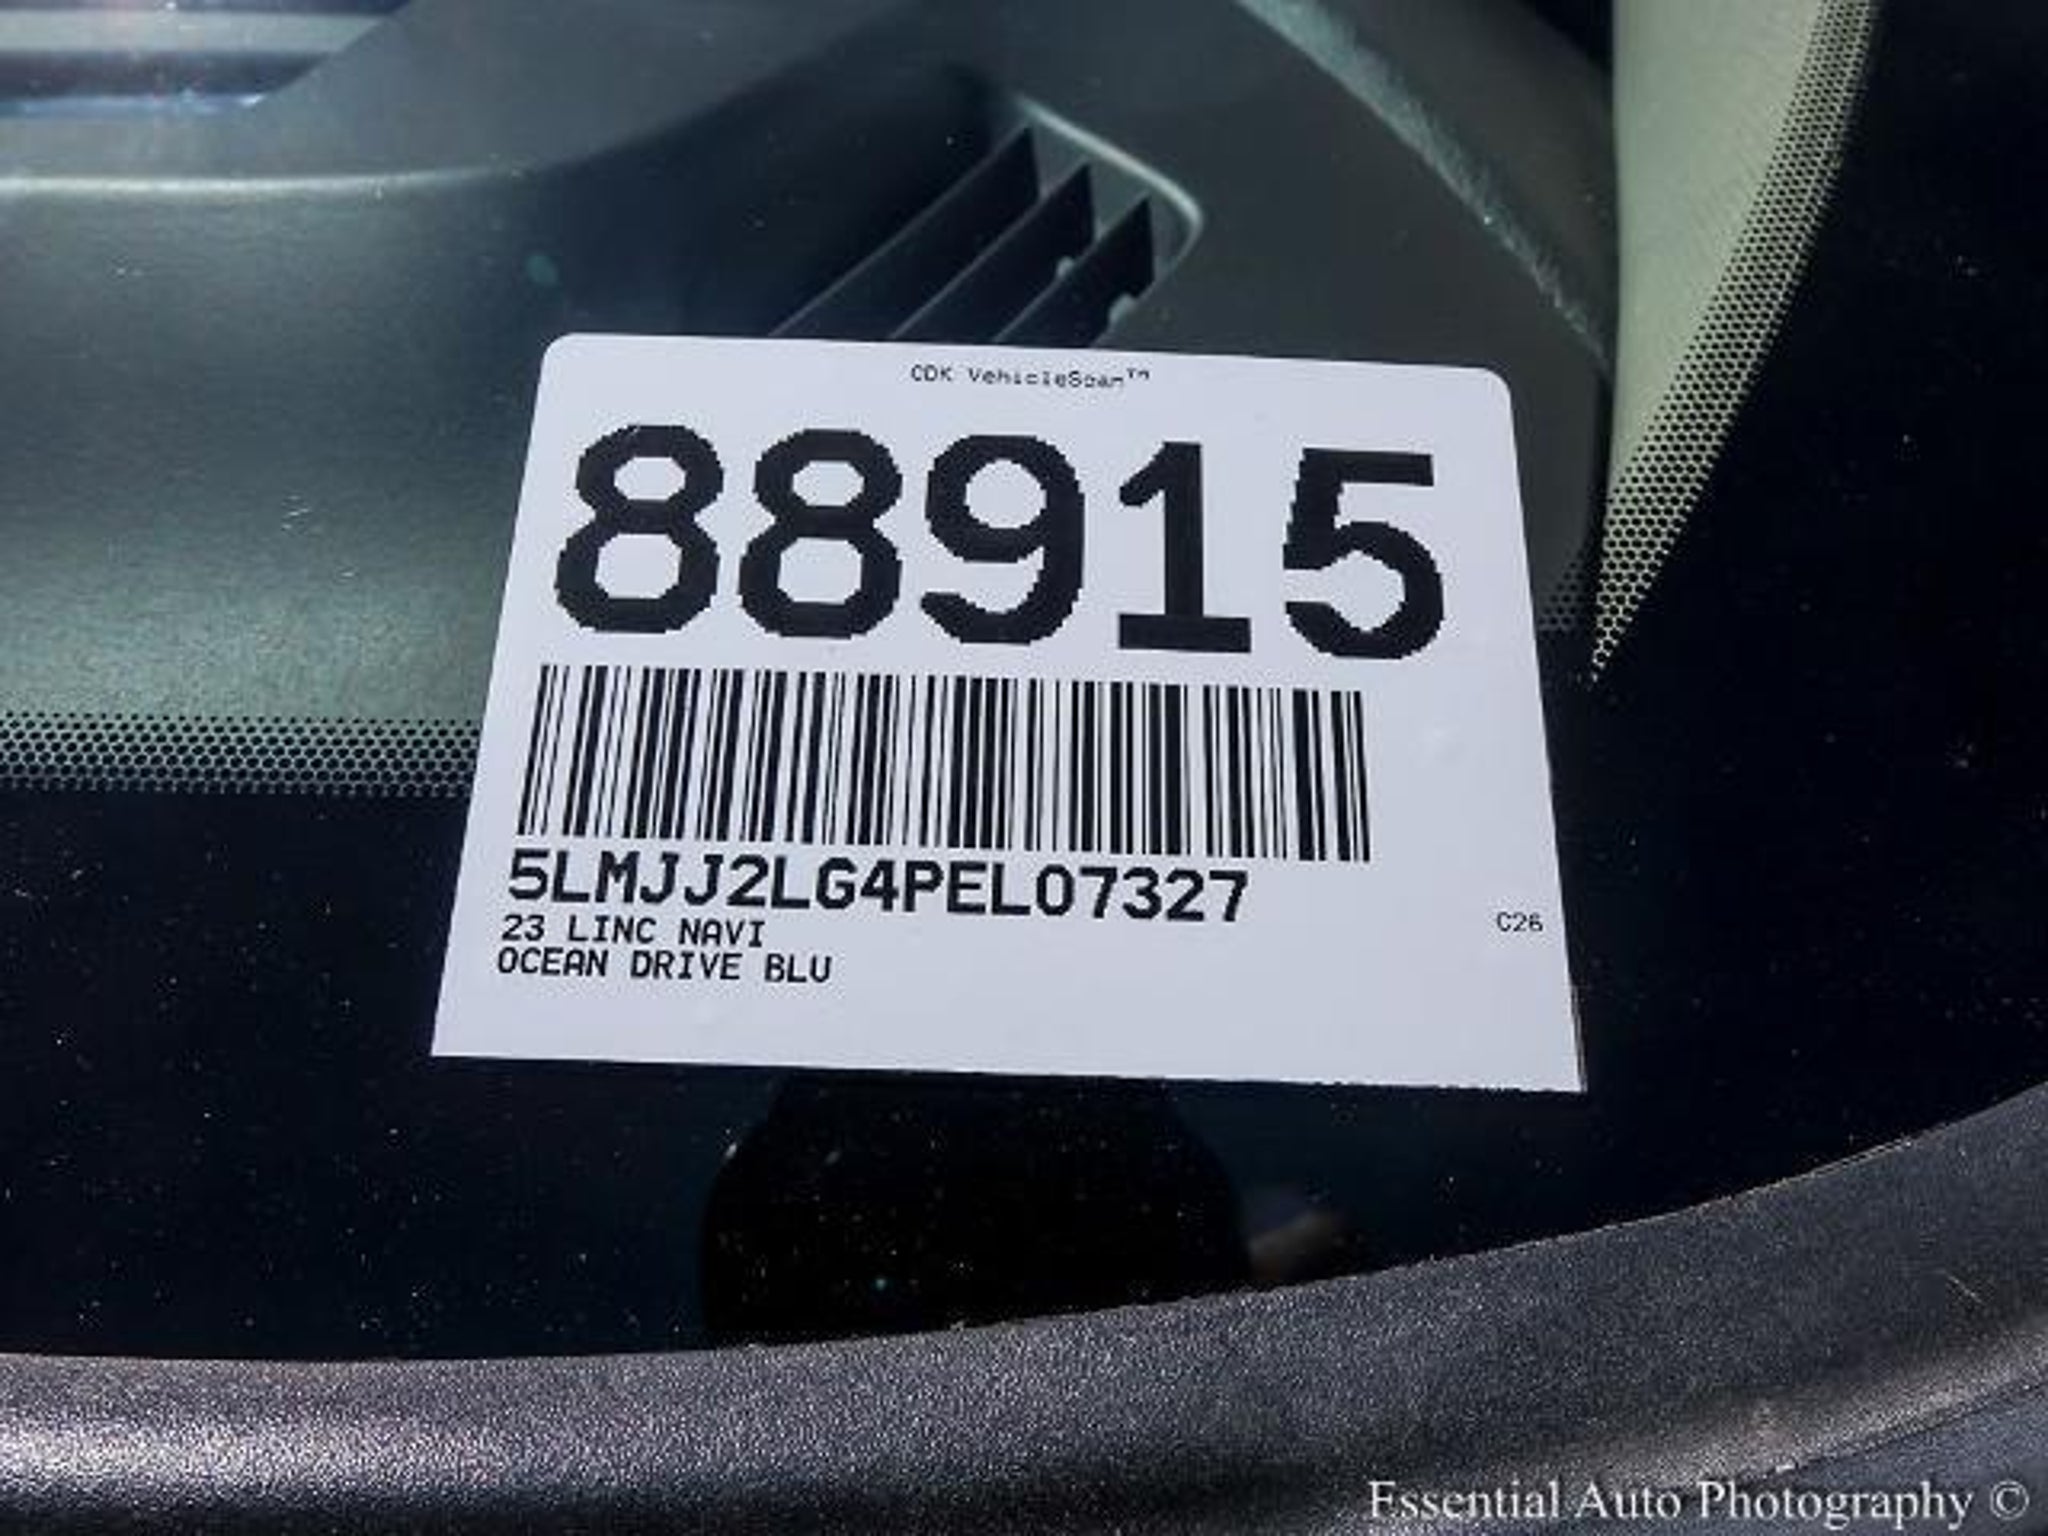 CDK VehicleScan™
88915
5LMJJ2LG4PEL07327
23 LINC NAVI
OCEAN DRIVE BLU
C26
Essential Auto Photography ©